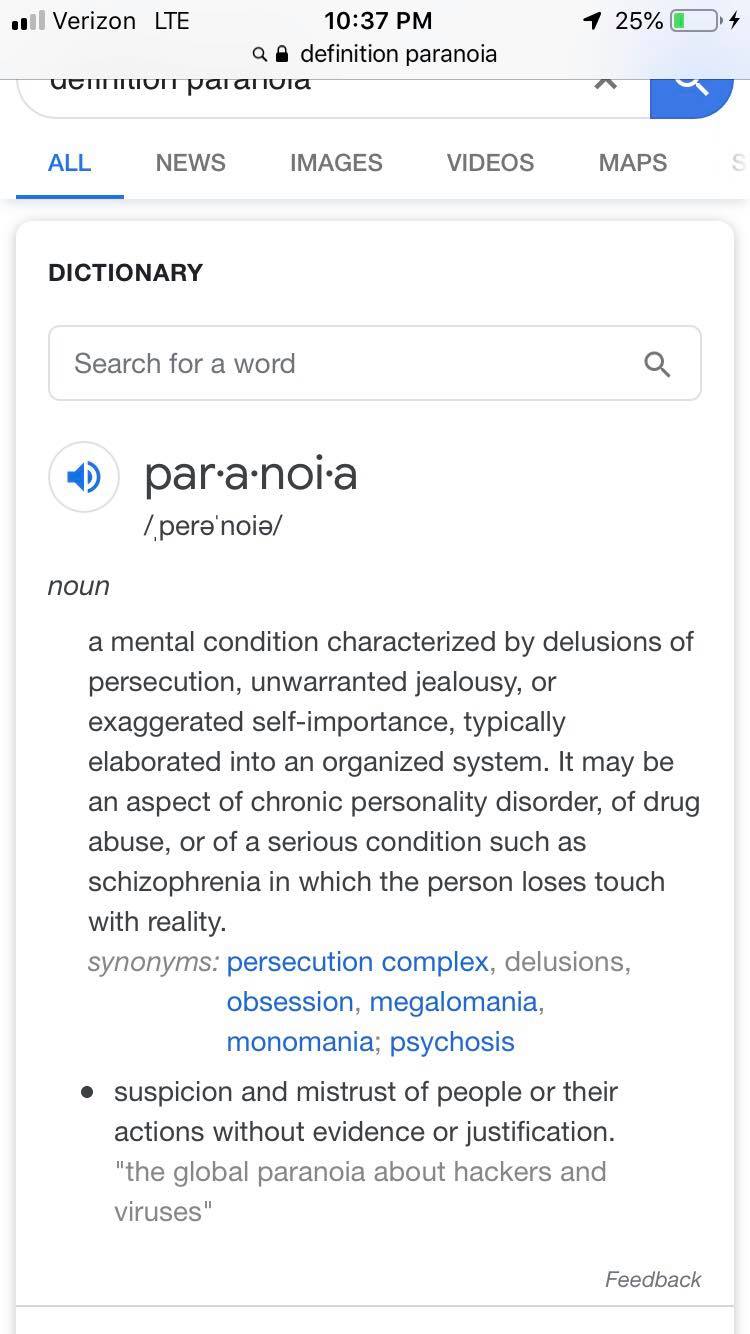 Verizon LTE 10:37 PM 25%
definition paranoia
definition paranoia
ALL NEWS IMAGES VIDEOS MAPS S
DICTIONARY
Search for a word
par·a·noi·a
/ˌperəˈnoiə/
noun
a mental condition characterized by delusions of
persecution, unwarranted jealousy, or
exaggerated self-importance, typically
elaborated into an organized system. It may be
an aspect of chronic personality disorder, of drug
abuse, or of a serious condition such as
schizophrenia in which the person loses touch
with reality.
synonyms: persecution complex, delusions,
obsession, megalomania,
monomania; psychosis
• suspicion and mistrust of people or their
actions without evidence or justification.
"the global paranoia about hackers and
viruses"
Feedback